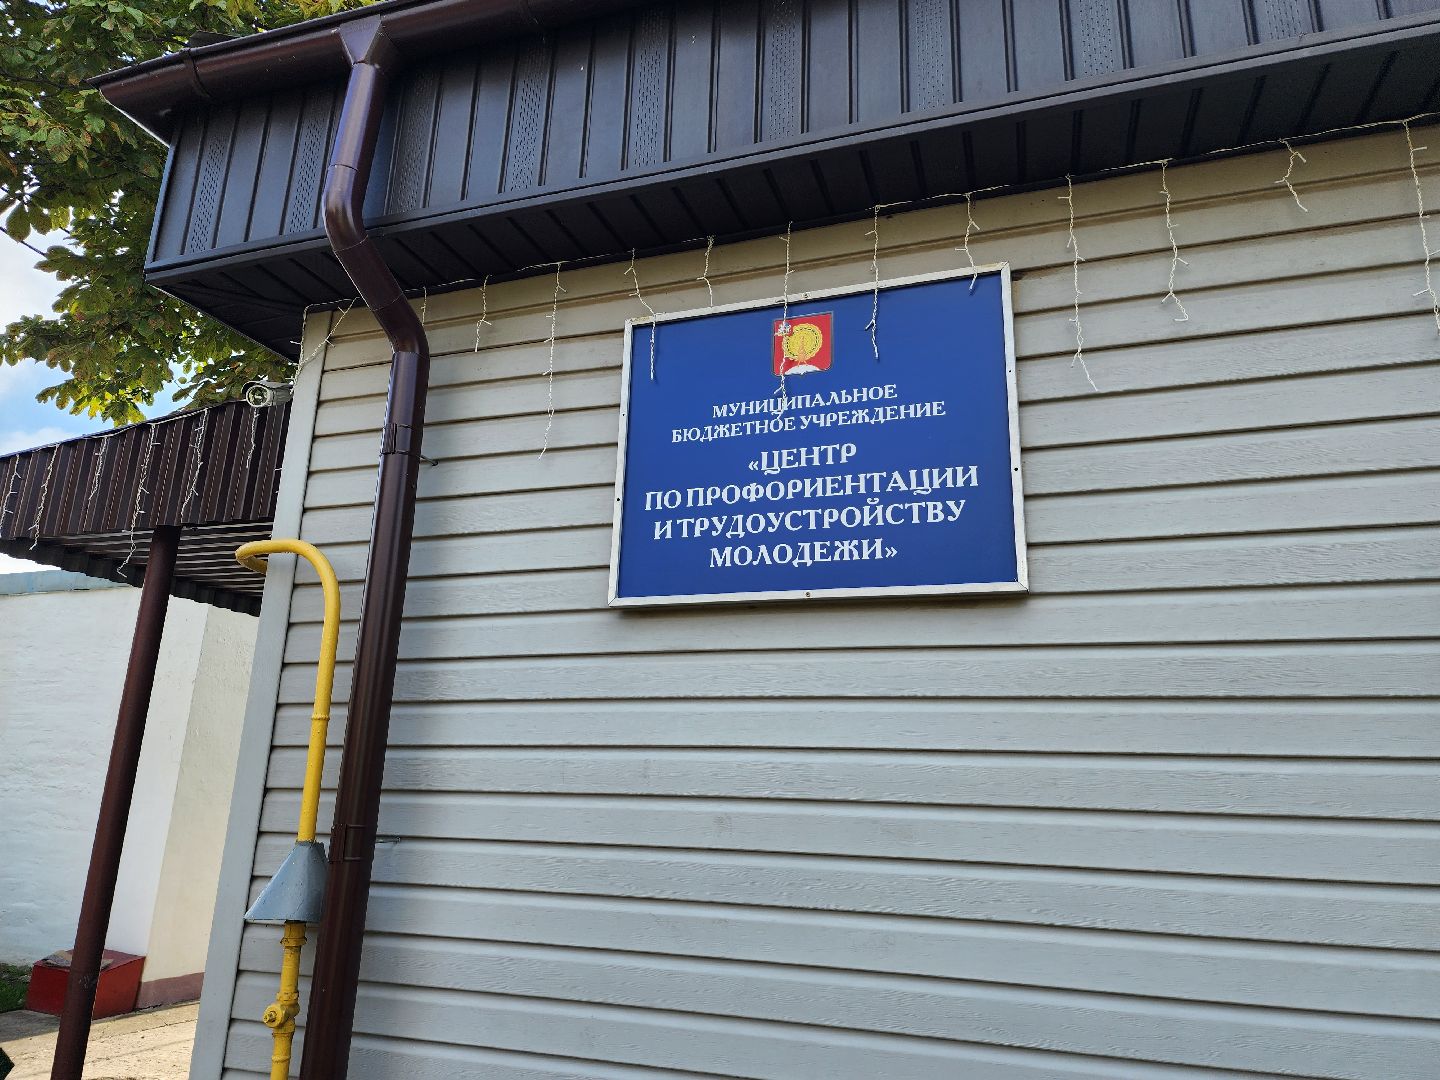 МУНИЦИПАЛЬНОЕ
БЮДЖЕТНОЕ УЧРЕЖДЕНИЕ
«ЦЕНТР
ПО ПРОФОРИЕНТАЦИИ
И ТРУДОУСТРОЙСТВУ
МОЛОДЕЖИ»